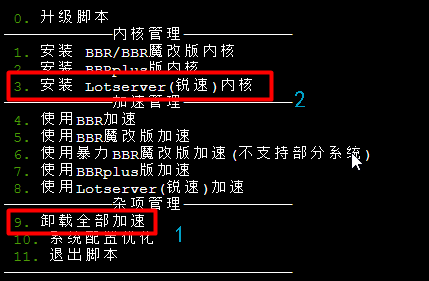 0. 升级脚本
内核管理
1. 安装 BBR/BBR魔改版内核
2. 安装 BBRplus版内核
3. 安装 Lotserver(锐速)内核
2
加速管理
4. 使用BBR加速
5. 使用BBR魔改版加速
6. 使用暴力BBR魔改版加速(不支持部分系统)
7. 使用BBRplus版加速
8. 使用Lotserver(锐速)加速
杂项管理
9. 卸载全部加速
1
10. 系统配置优化
11. 退出脚本